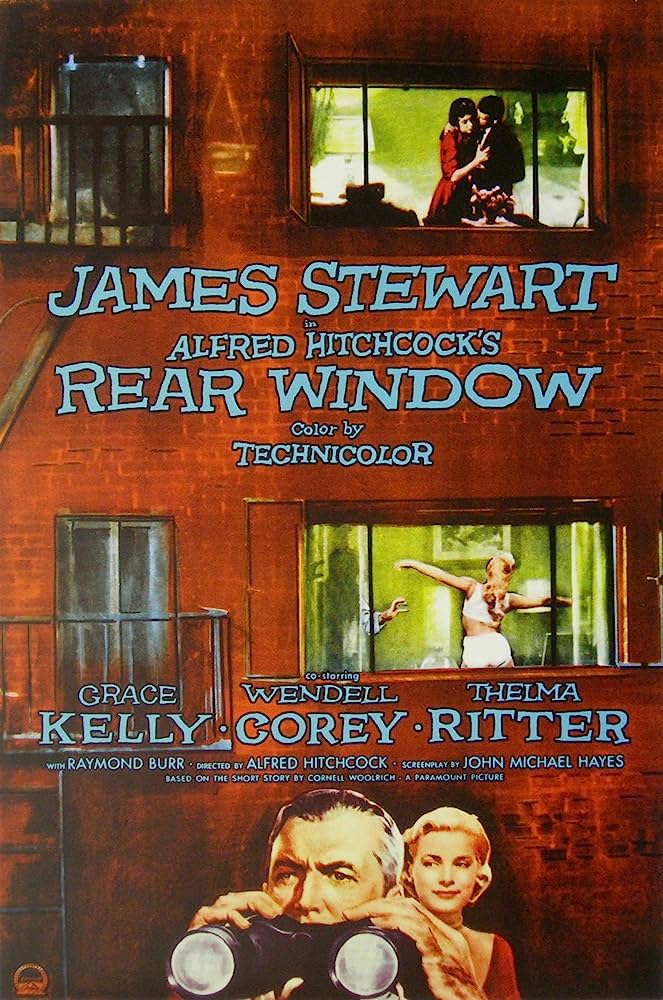 JAMES STEWART
in
ALFRED HITCHCOCK'S
REAR WINDOW
Color by
TECHNICOLOR
co-starring
GRACE WENDELL THELMA
KELLY · COREY · RITTER
WITH RAYMOND BURR · DIRECTED BY ALFRED HITCHCOCK · SCREENPLAY BY JOHN MICHAEL HAYES
BASED ON THE SHORT STORY BY CORNELL WOOLRICH · A PARAMOUNT PICTURE